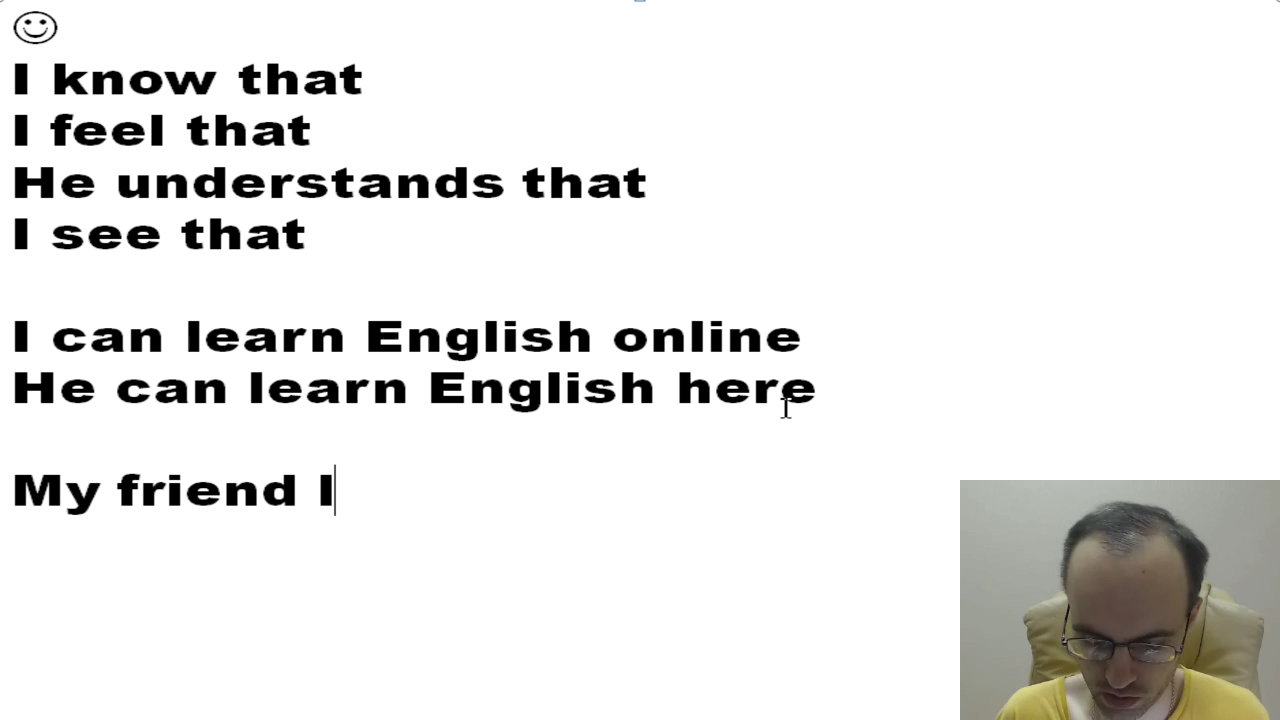 I know that
I feel that
He understands that
I see that
I can learn English online
He can learn English here
My friend I